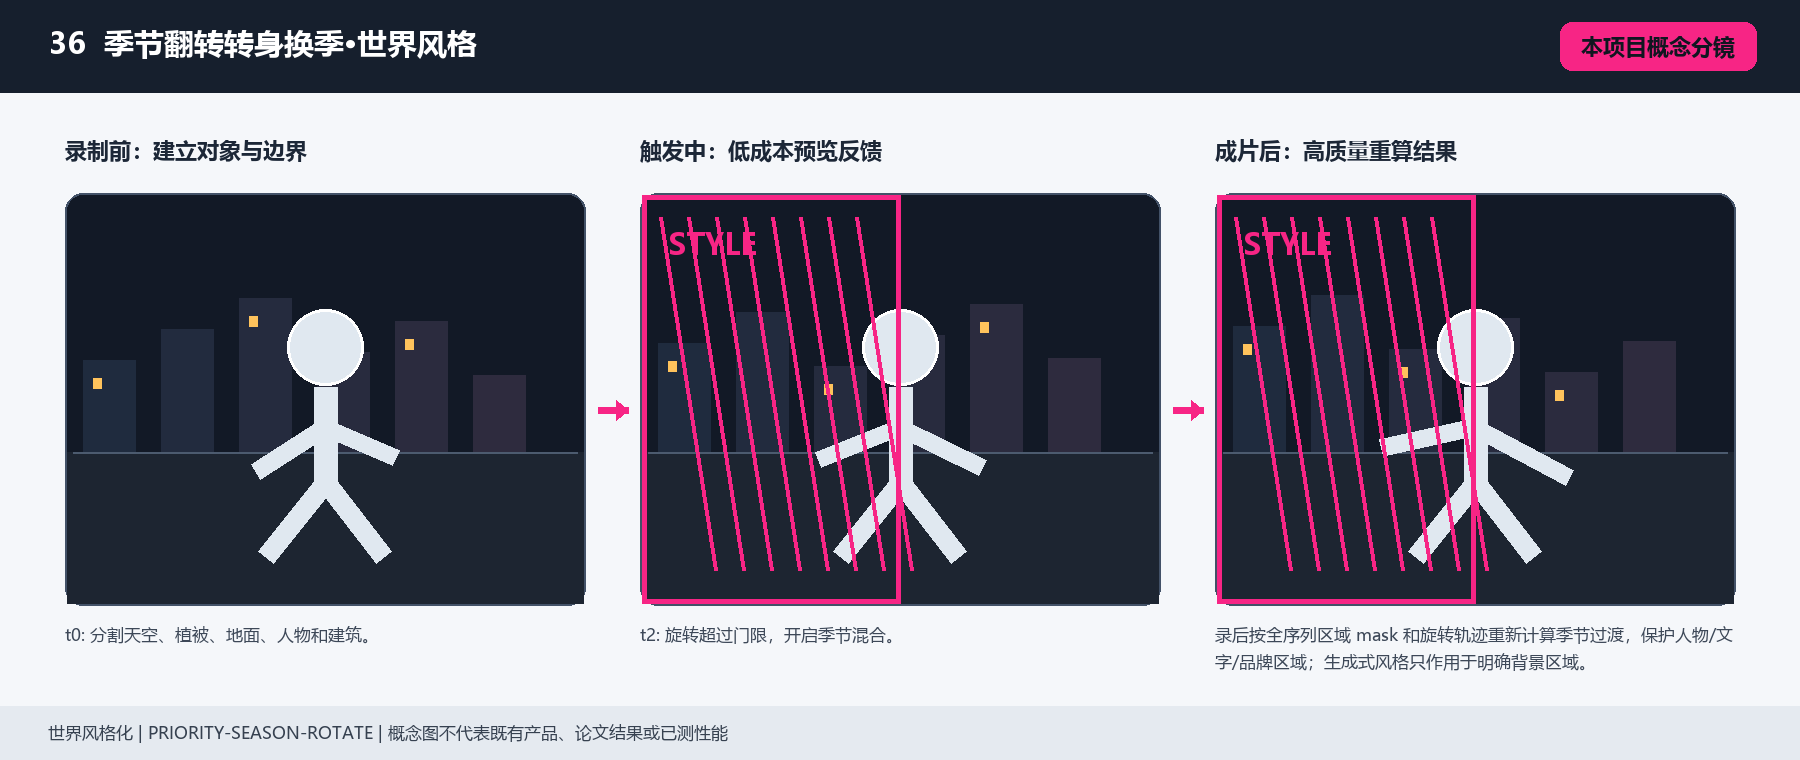 36 季节翻转转身换季•世界风格
本项目概念分镜
录制前：建立对象与边界
触发中：低成本预览反馈
成片后：高质量重算结果
STYLE
STYLE
t0: 分割天空、植被、地面、人物和建筑。
t2: 旋转超过门限，开启季节混合。
录后按全序列区域 mask 和旋转轨迹重新计算季节过渡，保护人物/文
字/品牌区域；生成式风格只作用于明确背景区域。
世界风格化 | PRIORITY-SEASON-ROTATE | 概念图不代表既有产品、论文结果或已测性能